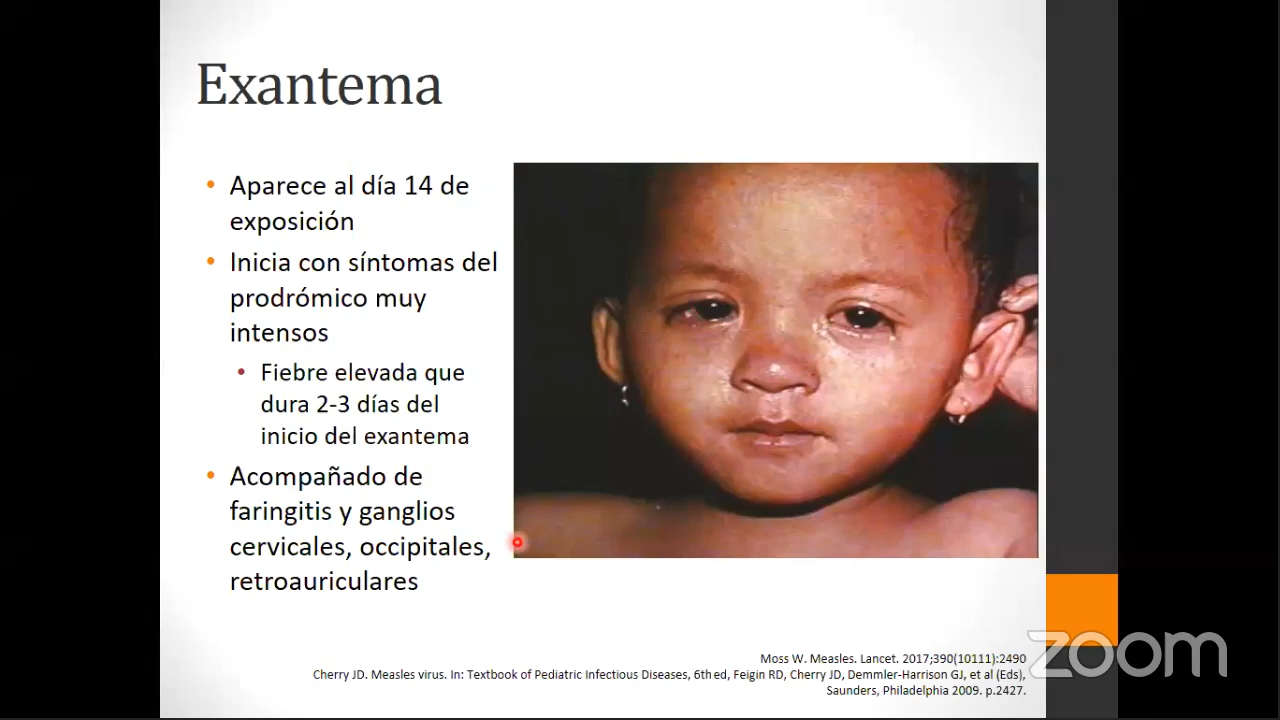 Exantema
Aparece al día 14 de
exposición
Inicia con síntomas del
prodrómico muy
intensos
Fiebre elevada que
dura 2-3 días del
inicio del exantema
Acompañado de
faringitis y ganglios
cervicales, occipitales,
retroauriculares
Moss W. Measles. Lancet. 2017;390(10111):2490
Cherry JD. Measles virus. In: Textbook of Pediatric Infectious Diseases, 6th ed, Feigin RD, Cherry JD, Demmler-Harrison GJ, et al (Eds),
Saunders, Philadelphia 2009. p.2427.
zoom